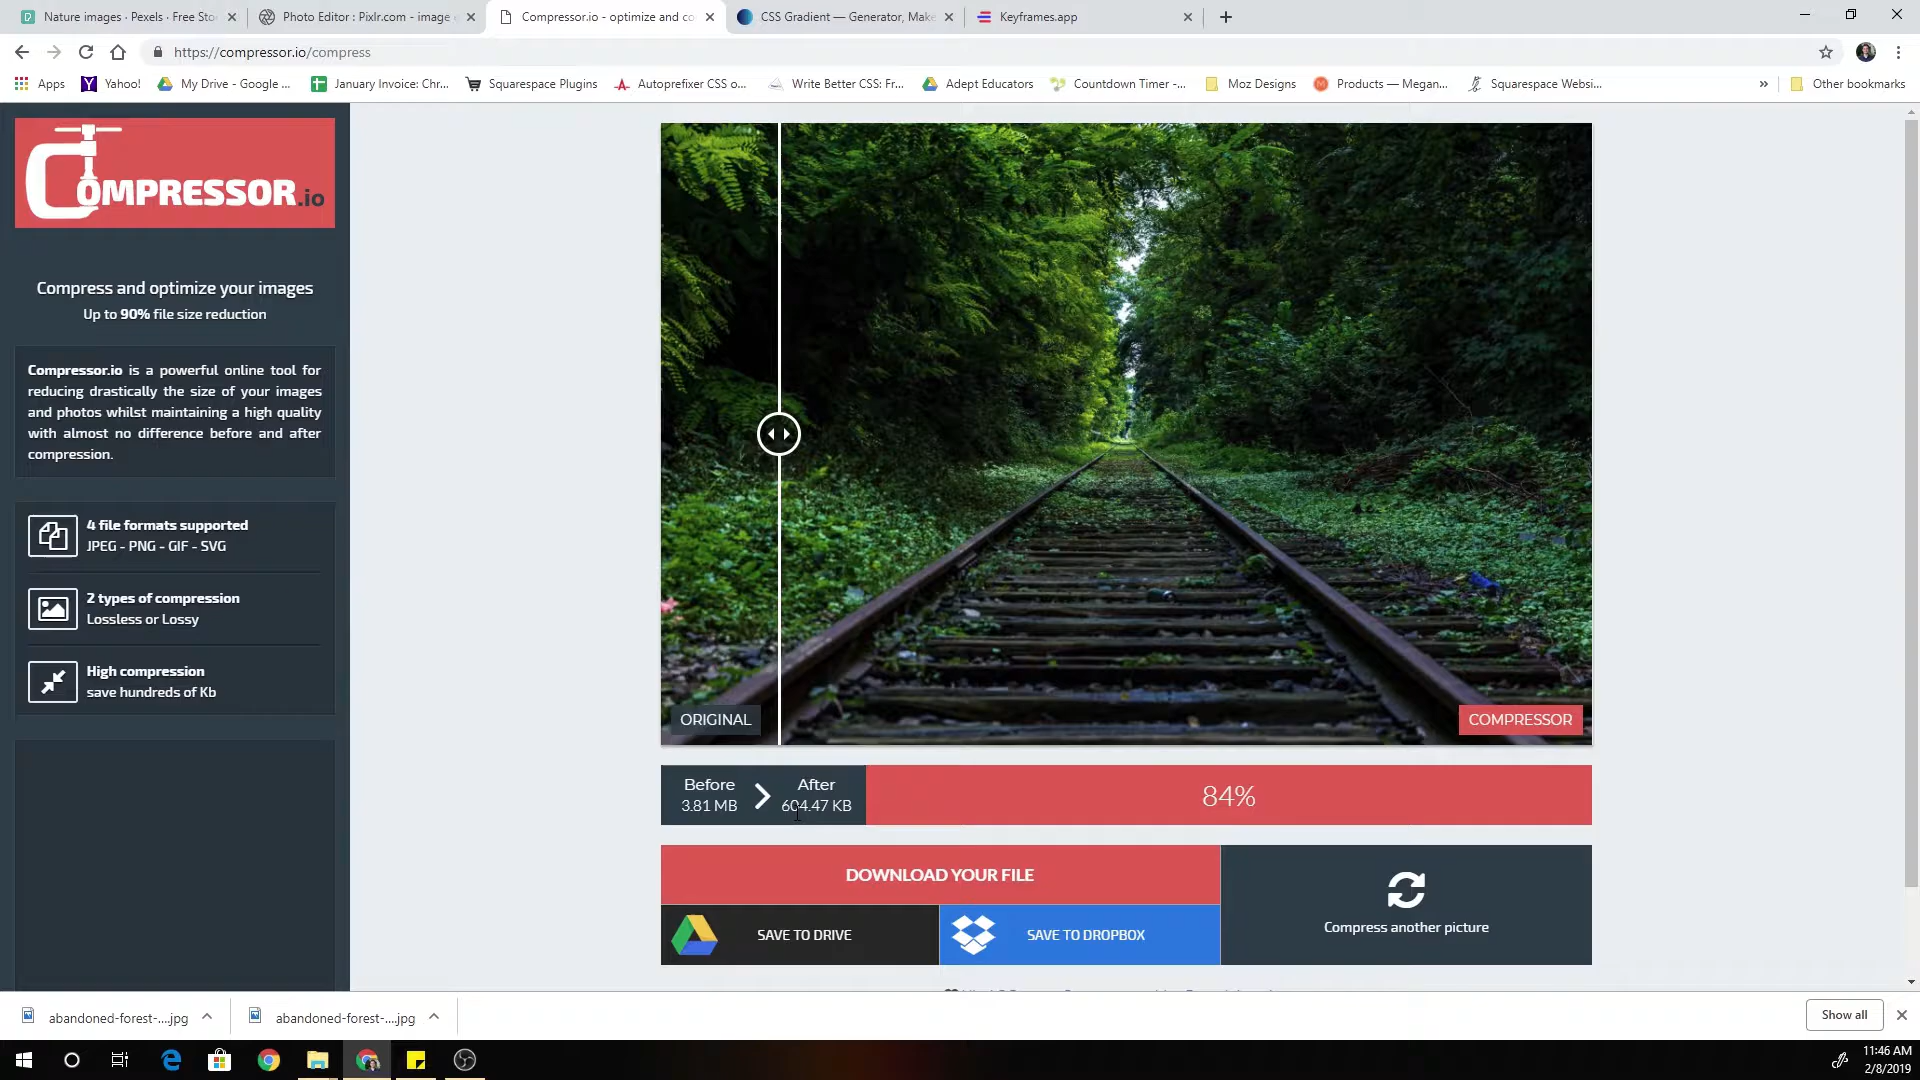 Nature images · Pexels · Free Sto
Photo Editor : Pixlr.com - image e
Compressor.io - optimize and co
CSS Gradient — Generator, Make
Keyframes.app
https://compressor.io/compress
Apps
Yahoo!
My Drive - Google ...
January Invoice: Chr...
Squarespace Plugins
Autoprefixer CSS o...
Write Better CSS: Fr...
Adept Educators
Countdown Timer -...
Moz Designs
Products — Megan...
Squarespace Websi...
»
Other bookmarks
COMPRESSOR.io
Compress and optimize your images
Up to 90% file size reduction
Compressor.io is a powerful online tool for
reducing drastically the size of your images
and photos whilst maintaining a high quality
with almost no difference before and after
compression.
4 file formats supported
JPEG - PNG - GIF - SVG
2 types of compression
Lossless or Lossy
High compression
save hundreds of Kb
ORIGINAL
COMPRESSOR
Before
3.81 MB
After
604.47 KB
84%
DOWNLOAD YOUR FILE
SAVE TO DRIVE
SAVE TO DROPBOX
Compress another picture
abandoned-forest-....jpg
abandoned-forest-....jpg
Show all
11:46 AM
2/8/2019